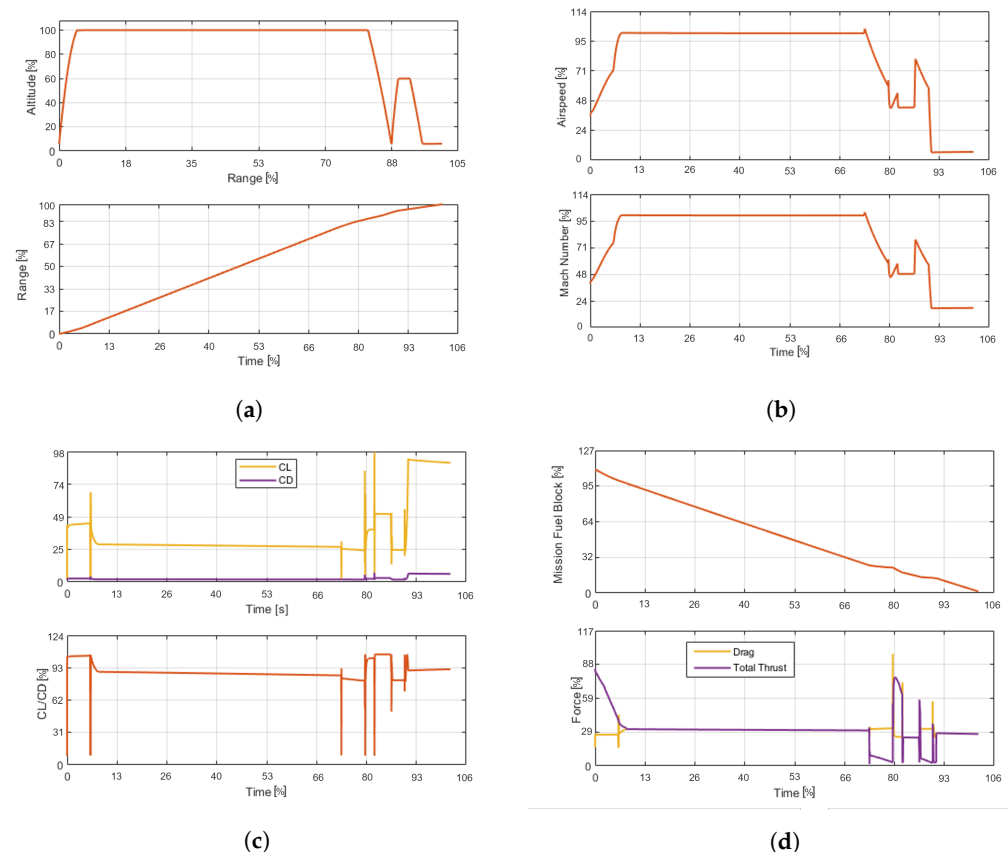 Altitude [%]
100
80
60
40
20
0
0 18 35 53 70 88 105
Range [%]
Range [%]
100
83
67
50
33
17
0
0 13 26 40 53 66 80 93 106
Time [%]
(a)
Airspeed [%]
114
95
71
48
24
0
0 13 26 40 53 66 80 93 106
Mach Number [%]
114
95
71
48
24
0
0 13 26 40 53 66 80 93 106
Time [%]
(b)
98
74
49
25
0
CL
CD
0 13 26 40 53 66 80 93 106
Time [s]
CL/CD [%]
124
93
62
31
0
0 13 26 40 53 66 80 93 106
Time [%]
(c)
Mission Fuel Block [%]
127
95
64
32
0
0 13 26 40 53 66 80 93 106
Force [%]
117
88
59
29
0
Drag
Total Thrust
0 13 26 40 53 66 80 93 106
Time [%]
(d)